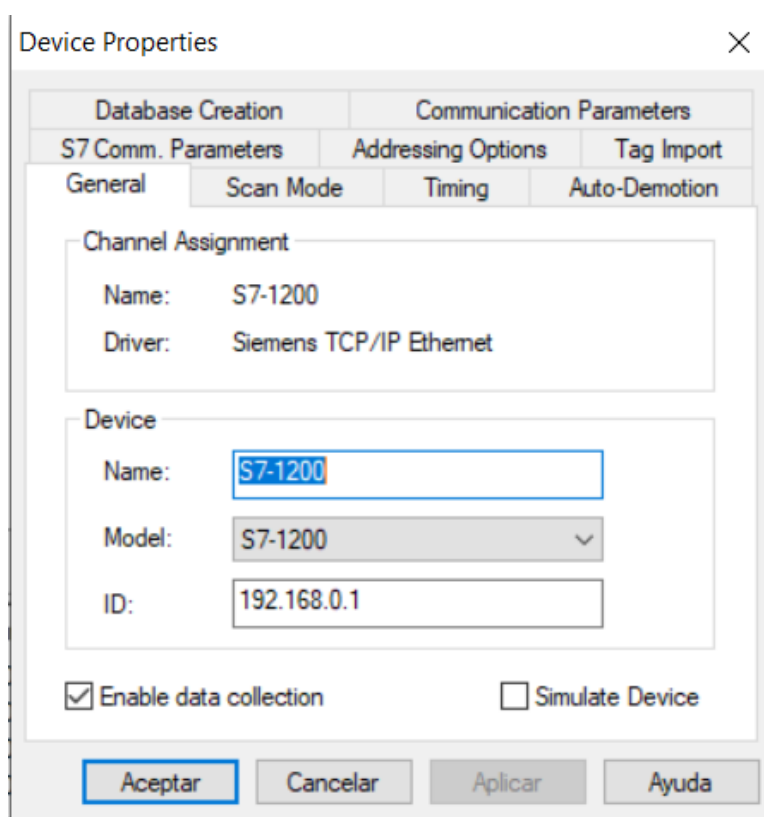 Device Properties
Database Creation Communication Parameters
S7 Comm. Parameters Addressing Options Tag Import
General Scan Mode Timing Auto-Demotion
Channel Assignment
Name: S7-1200
Driver: Siemens TCP/IP Ethernet
Device
Name: S7-1200
Model: S7-1200
ID: 192.168.0.1
Enable data collection Simulate Device
Aceptar Cancelar Aplicar Ayuda